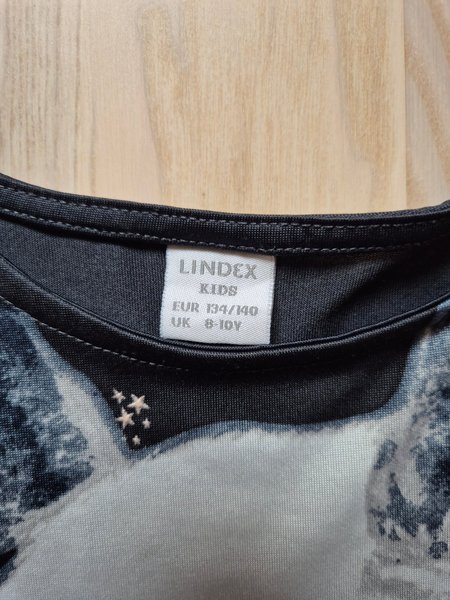 LINDEX
KIDS
EUR 134/140
UK 8-10Y